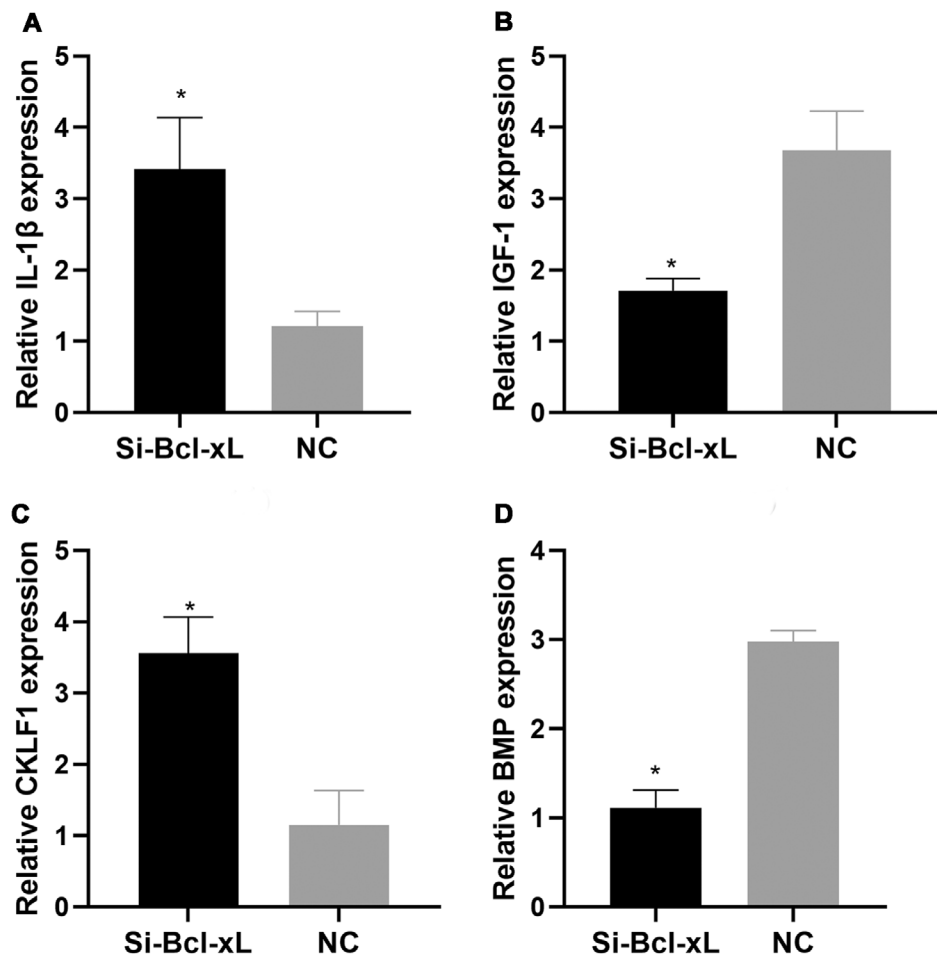 A
Relative IL-1β expression
5
4
3
2
1
0
*
Si-Bcl-xL NC
B
Relative IGF-1 expression
5
4
3
2
1
0
*
Si-Bcl-xL NC
C
Relative CKLF1 expression
5
4
3
2
1
0
*
Si-Bcl-xL NC
D
Relative BMP expression
4
3
2
1
0
*
Si-Bcl-xL NC